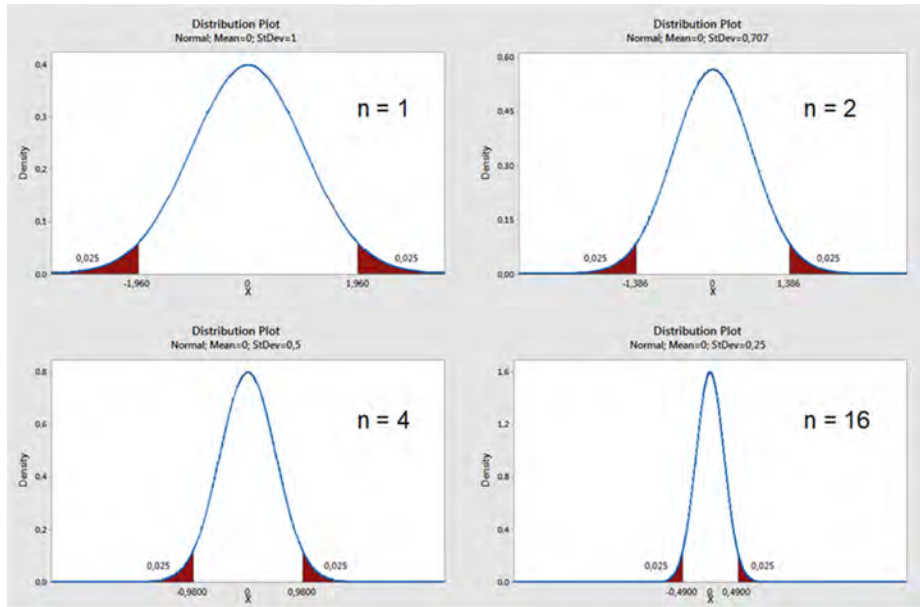 Distribution Plot
Normal; Mean=0; StDev=1
0,4
0,3
0,2
0,1
0,0
Density
n = 1
0,025
0,025
-1,960
0
1,960
X
Distribution Plot
Normal; Mean=0; StDev=0,707
0,60
0,45
0,30
0,15
0,00
Density
n = 2
0,025
0,025
-1,386
0
1,386
X
Distribution Plot
Normal; Mean=0; StDev=0,5
0,8
0,6
0,4
0,2
0,0
Density
n = 4
0,025
0,025
-0,9800
0
0,9800
X
Distribution Plot
Normal; Mean=0; StDev=0,25
1,6
1,2
0,8
0,4
0,0
Density
n = 16
0,025
0,025
-0,4900
0
0,4900
X